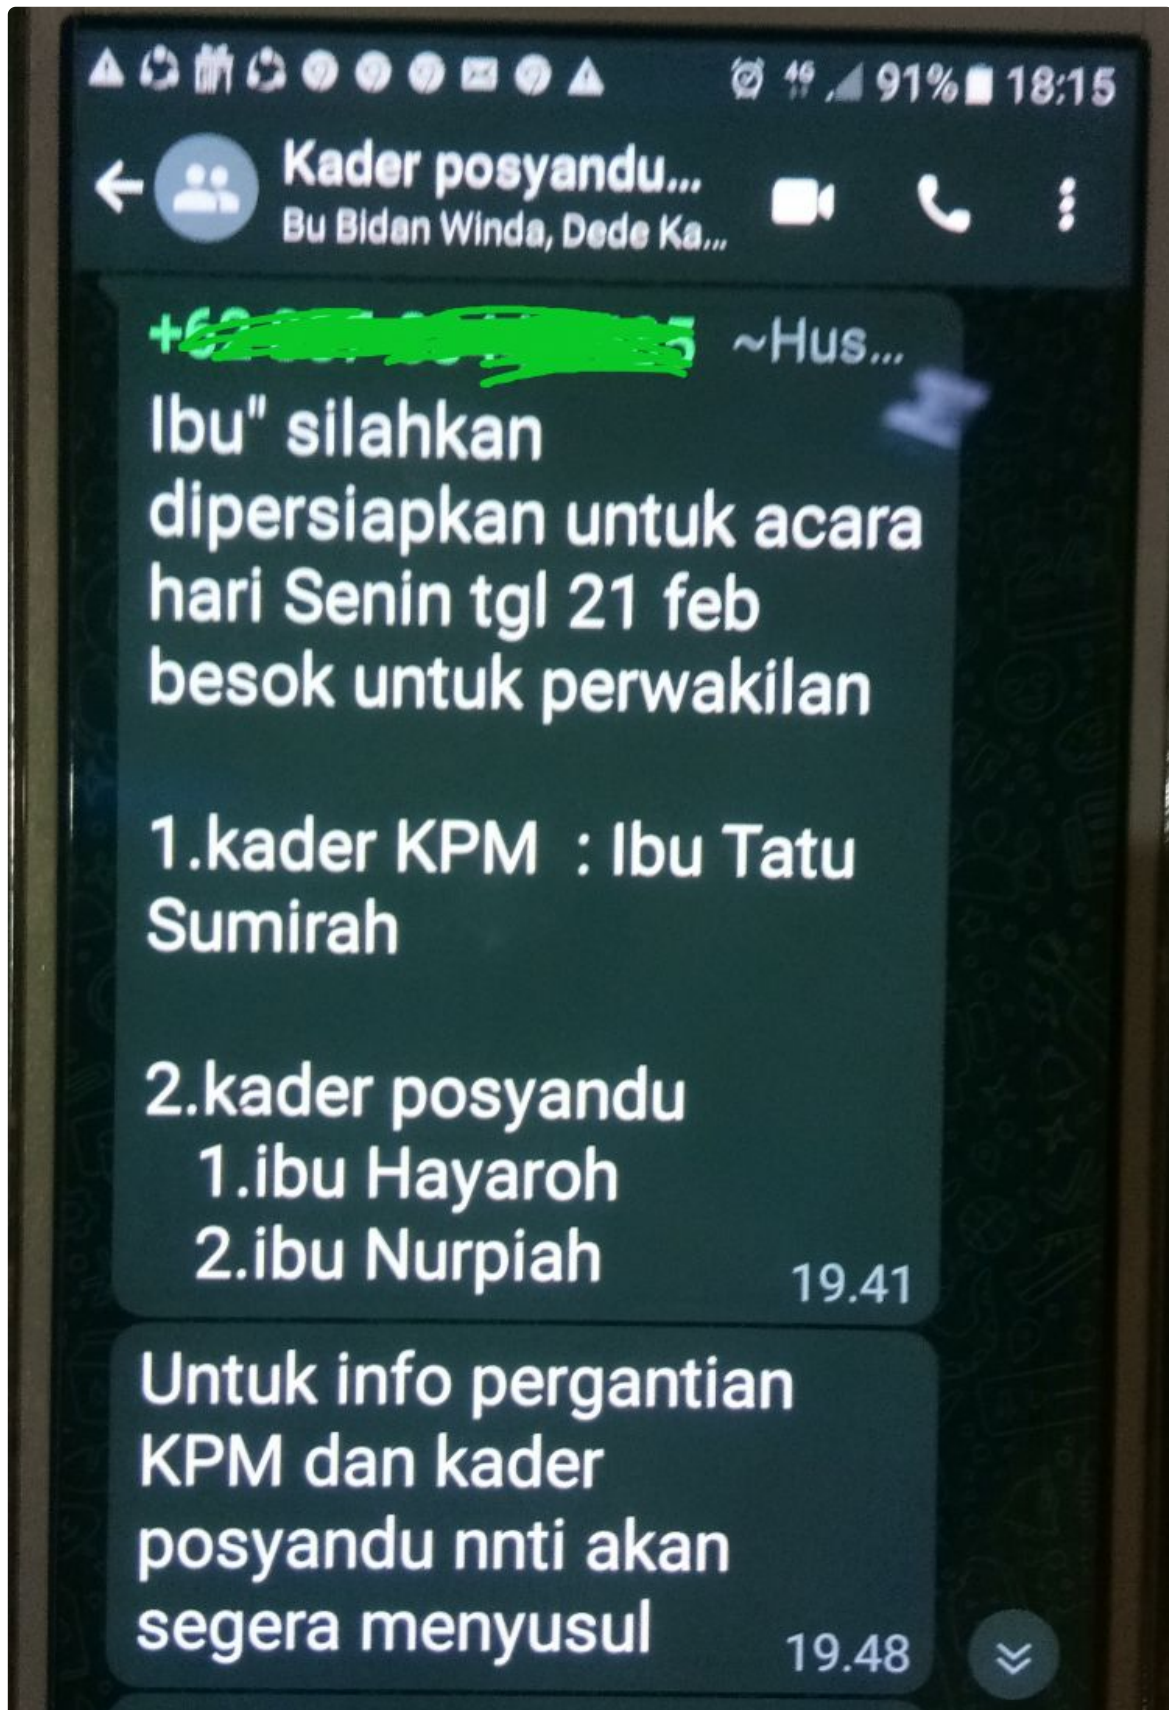 91% 18:15
Kader posyandu...
Bu Bidan Winda, Dede Ka...
~Hus...
Ibu" silahkan
dipersiapkan untuk acara
hari Senin tgl 21 feb
besok untuk perwakilan
1.kader KPM : Ibu Tatu
Sumirah
2.kader posyandu
1.ibu Hayaroh
2.ibu Nurpiah
19.41
Untuk info pergantian
KPM dan kader
posyandu nnti akan
segera menyusul
19.48